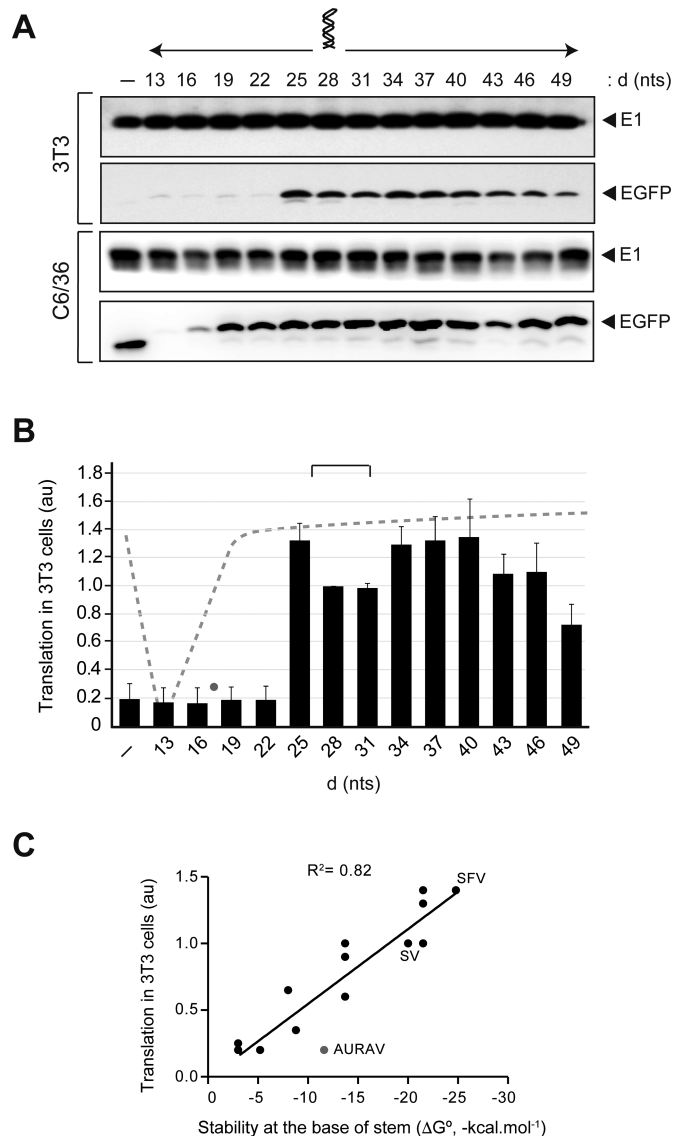 A
– 13 16 19 22 25 28 31 34 37 40 43 46 49 : d (nts)
3T3
E1
EGFP
C6/36
E1
EGFP
B
Translation in 3T3 cells (au)
1.8
1.6
1.4
1.2
1.0
0.8
0.6
0.4
0.2
0
– 13 16 19 22 25 28 31 34 37 40 43 46 49
d (nts)
C
R²= 0.82
Translation in 3T3 cells (au)
1.5
1.0
0.5
0.0
SFV
SV
AURAV
0 -5 -10 -15 -20 -25 -30
Stability at the base of stem (ΔGº, -kcal.mol⁻¹)